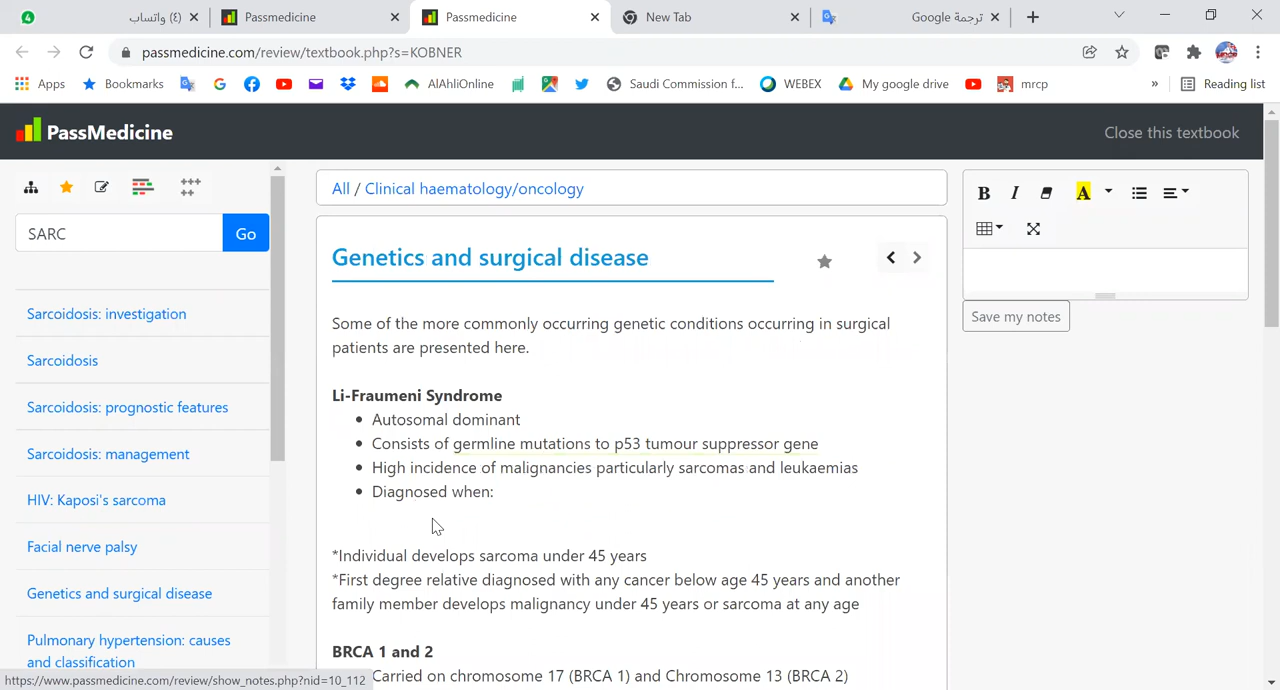 (٤) واتساب
Passmedicine
Passmedicine
New Tab
ترجمة Google
passmedicine.com/review/textbook.php?s=KOBNER
Apps
Bookmarks
AlAhliOnline
Saudi Commission f...
WEBEX
My google drive
mrcp
»
Reading list
PassMedicine
Close this textbook
SARC
Go
Sarcoidosis: investigation
Sarcoidosis
Sarcoidosis: prognostic features
Sarcoidosis: management
HIV: Kaposi's sarcoma
Facial nerve palsy
Genetics and surgical disease
Pulmonary hypertension: causes
and classification
https://www.passmedicine.com/review/show_notes.php?nid=10_112
All / Clinical haematology/oncology
Genetics and surgical disease
Some of the more commonly occurring genetic conditions occurring in surgical
patients are presented here.
Li-Fraumeni Syndrome
• Autosomal dominant
• Consists of germline mutations to p53 tumour suppressor gene
• High incidence of malignancies particularly sarcomas and leukaemias
• Diagnosed when:
*Individual develops sarcoma under 45 years
*First degree relative diagnosed with any cancer below age 45 years and another
family member develops malignancy under 45 years or sarcoma at any age
BRCA 1 and 2
Carried on chromosome 17 (BRCA 1) and Chromosome 13 (BRCA 2)
B I A
Save my notes